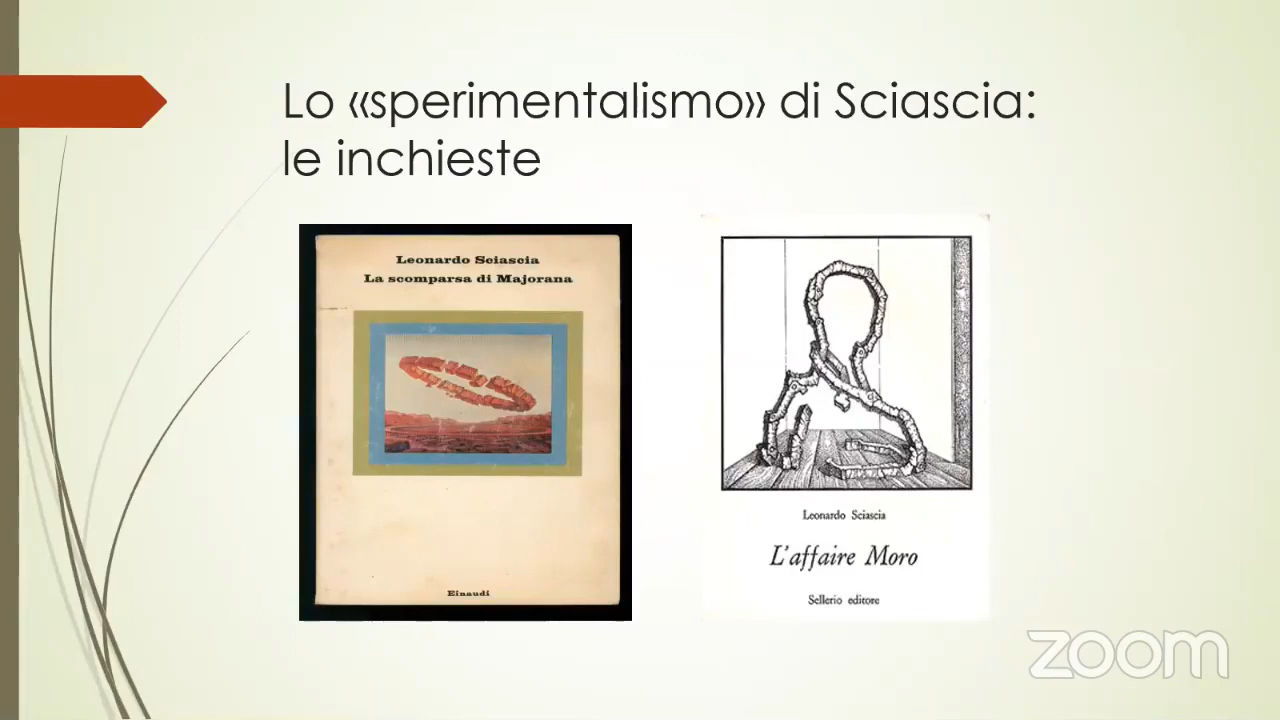 Lo «sperimentalismo» di Sciascia:
le inchieste
Leonardo Sciascia
La scomparsa di Majorana
Einaudi
Leonardo Sciascia
L'affaire Moro
Sellerio editore
zoom